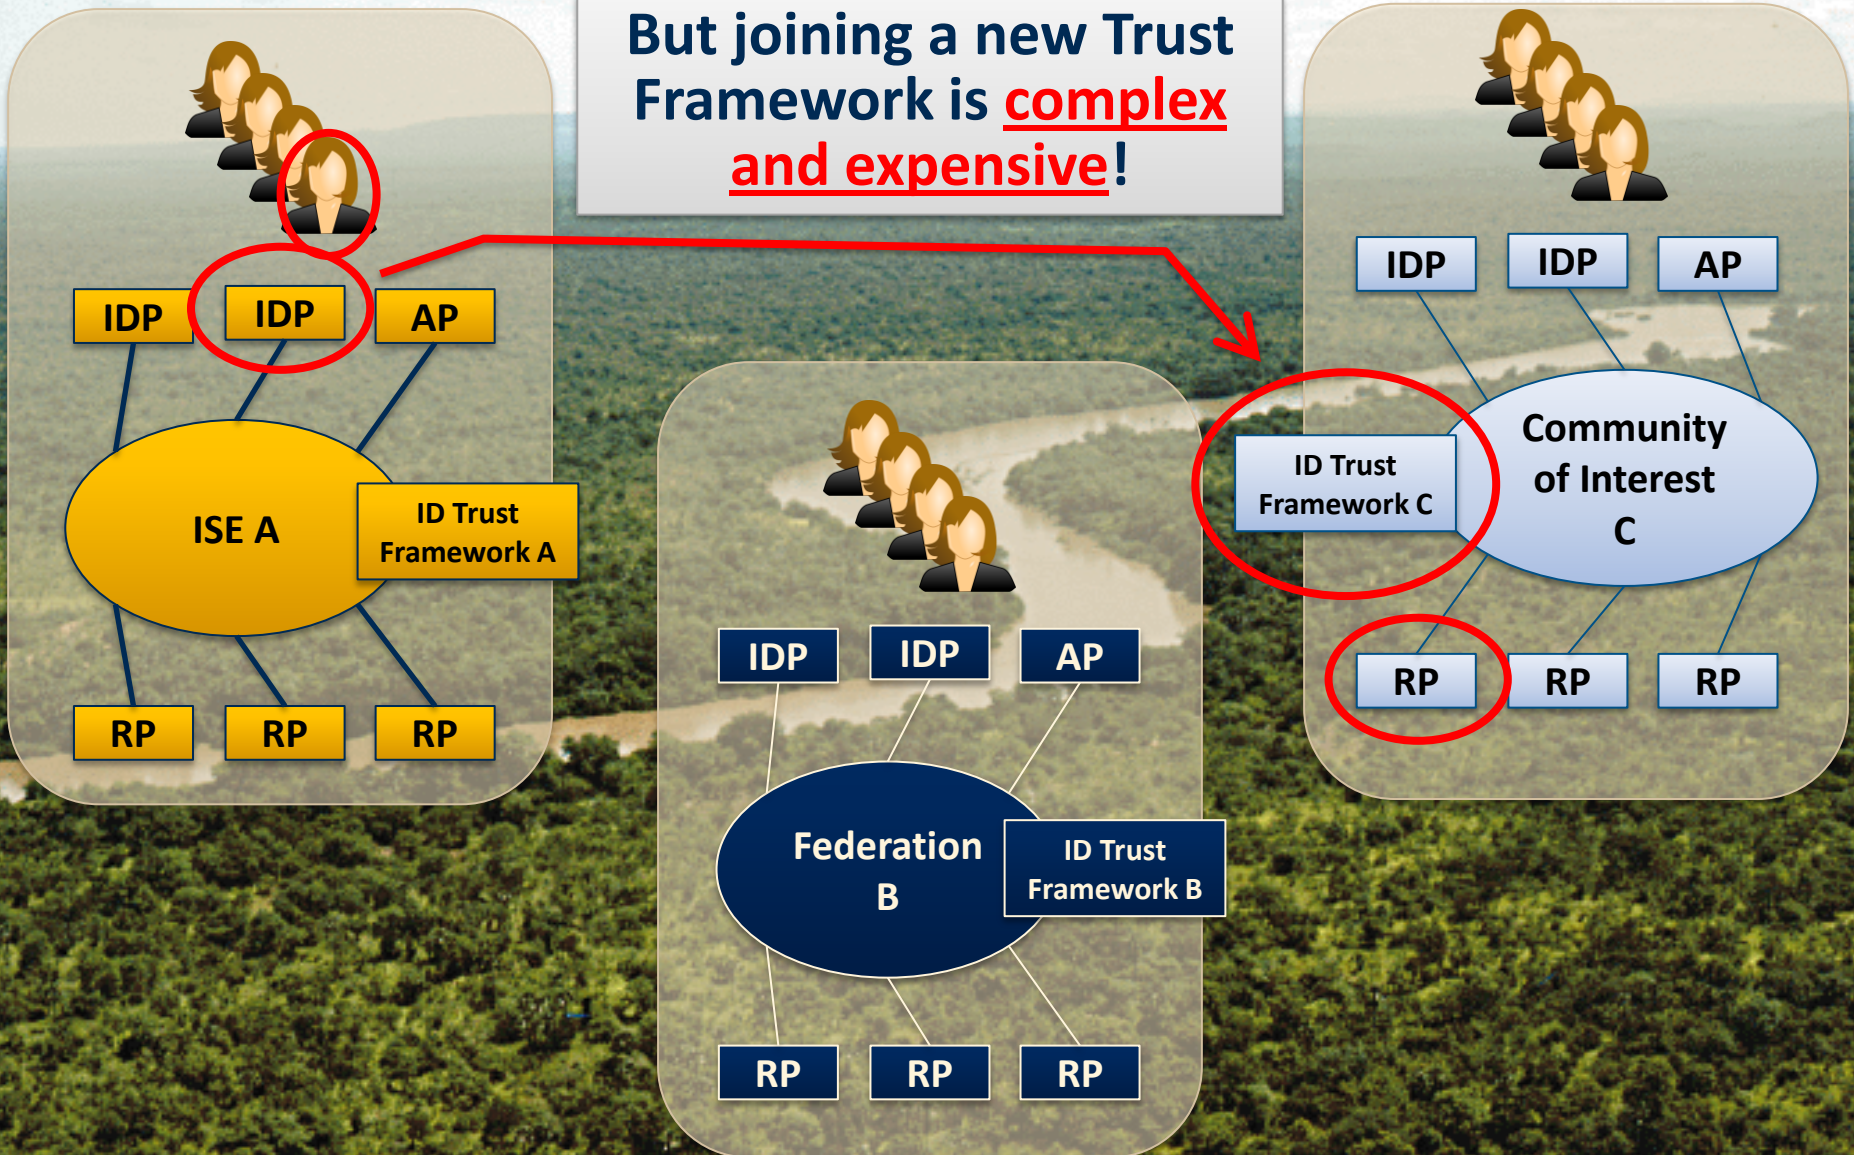 But joining a new Trust
Framework is complex
and expensive!
IDP
IDP
AP
ISE A
ID Trust
Framework A
RP
RP
RP
IDP
IDP
AP
Federation
B
ID Trust
Framework B
RP
RP
RP
IDP
IDP
AP
ID Trust
Framework C
Community
of Interest
C
RP
RP
RP